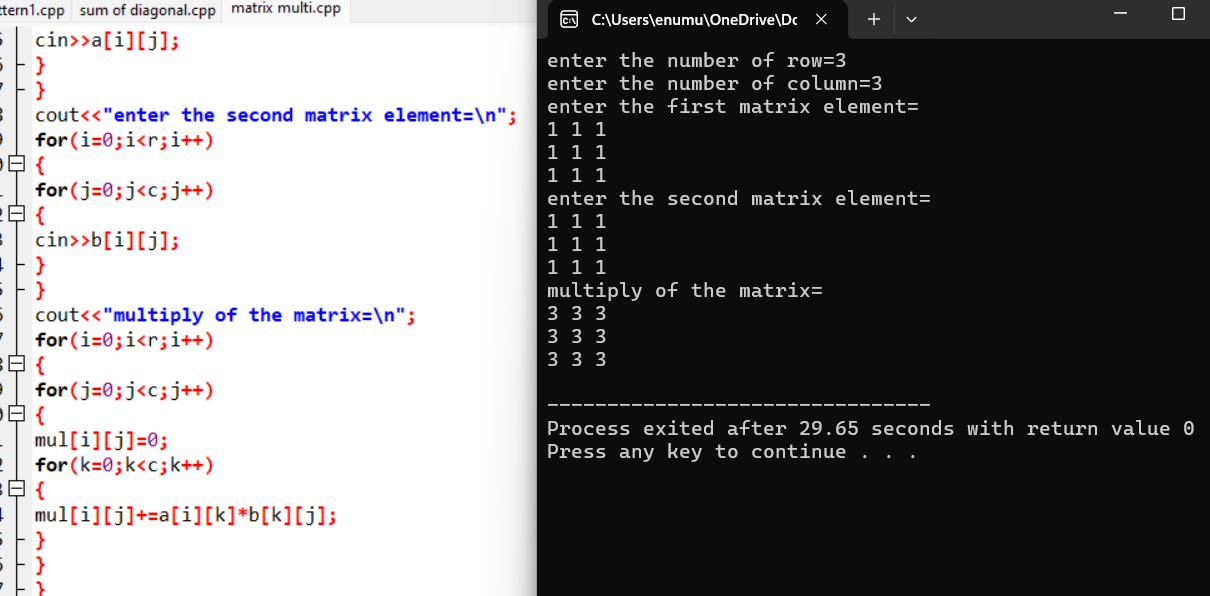 ttern1.cpp sum of diagonal.cpp matrix multi.cpp
cin>>a[i][j];
}
}
cout<<"enter the second matrix element=\n";
for(i=0;i<r;i++)
{
for(j=0;j<c;j++)
{
cin>>b[i][j];
}
}
cout<<"multiply of the matrix=\n";
for(i=0;i<r;i++)
{
for(j=0;j<c;j++)
{
mul[i][j]=0;
for(k=0;k<c;k++)
{
mul[i][j]+=a[i][k]*b[k][j];
}
}
}
C:\Users\enumu\OneDrive\Dc
enter the number of row=3
enter the number of column=3
enter the first matrix element=
1 1 1
1 1 1
1 1 1
enter the second matrix element=
1 1 1
1 1 1
1 1 1
multiply of the matrix=
3 3 3
3 3 3
3 3 3
--------------------------------
Process exited after 29.65 seconds with return value 0
Press any key to continue . . .